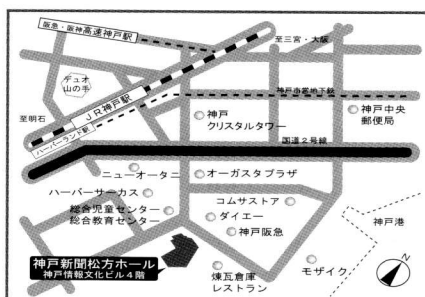 阪急・阪神高速神戸駅
至三宮・大阪
デュオ
山の手
JR神戸駅
神戸市営地下鉄
至明石
ハーバーランド駅
神戸
クリスタルタワー
神戸中央
郵便局
国道2号線
ニューオータニ
オーガスタプラザ
ハーバーサーカス
コムサストア
総合児童センター
総合教育センター
ダイエー
神戸阪急
神戸港
神戸新聞松方ホール
神戸情報文化ビル4階
煉瓦倉庫
レストラン
モザイク
N